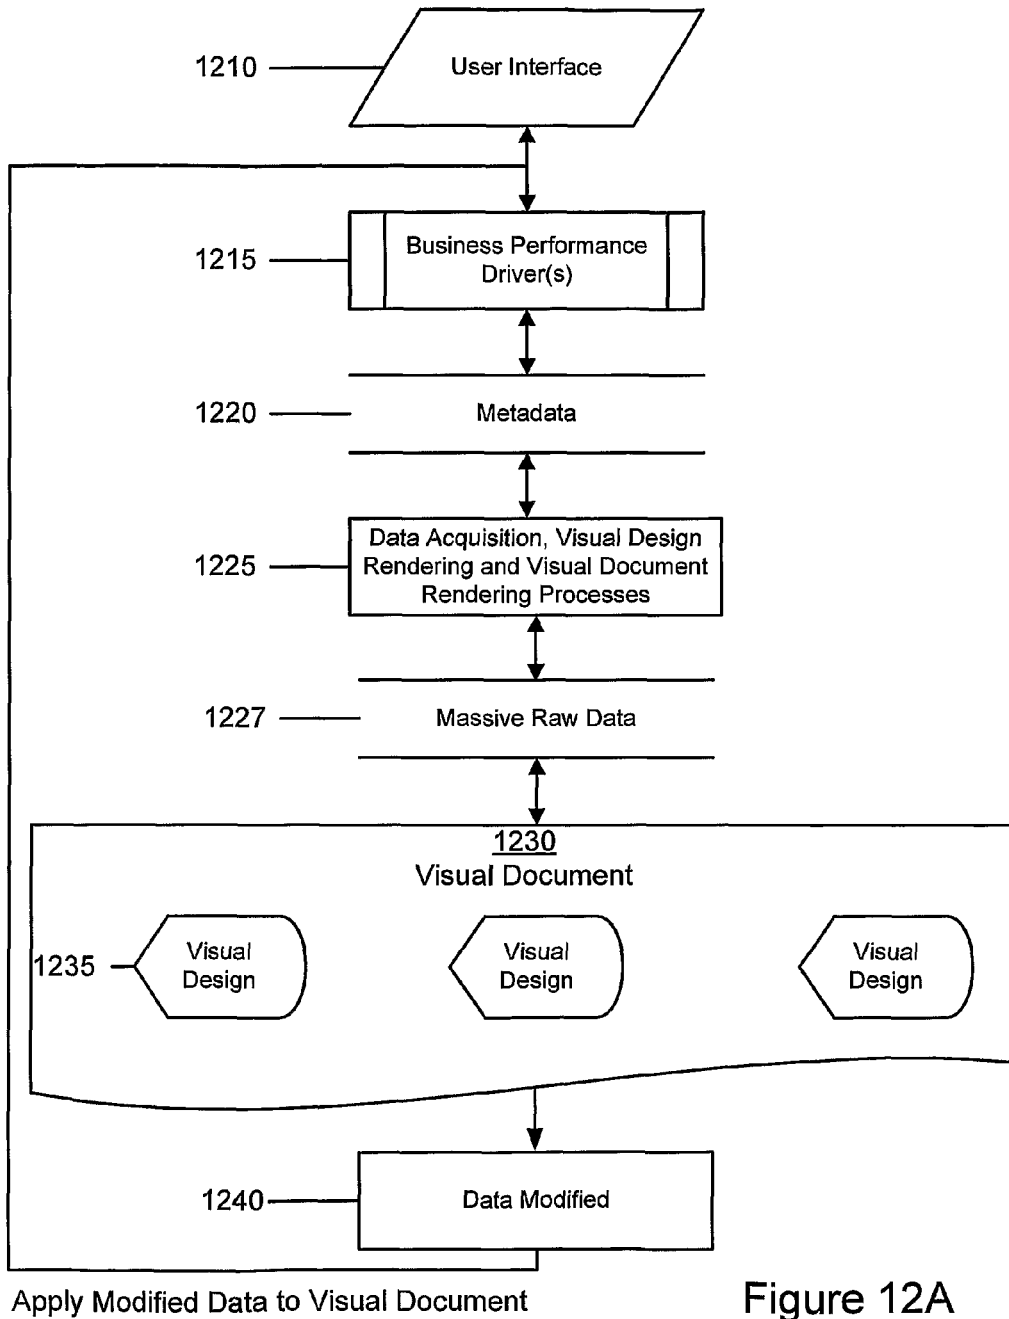 1210
User Interface
1215
Business Performance
Driver(s)
1220
Metadata
1225
Data Acquisition, Visual Design
Rendering and Visual Document
Rendering Processes
1227
Massive Raw Data
1230
Visual Document
1235
Visual
Design
Visual
Design
Visual
Design
1240
Data Modified
Apply Modified Data to Visual Document
Figure 12A